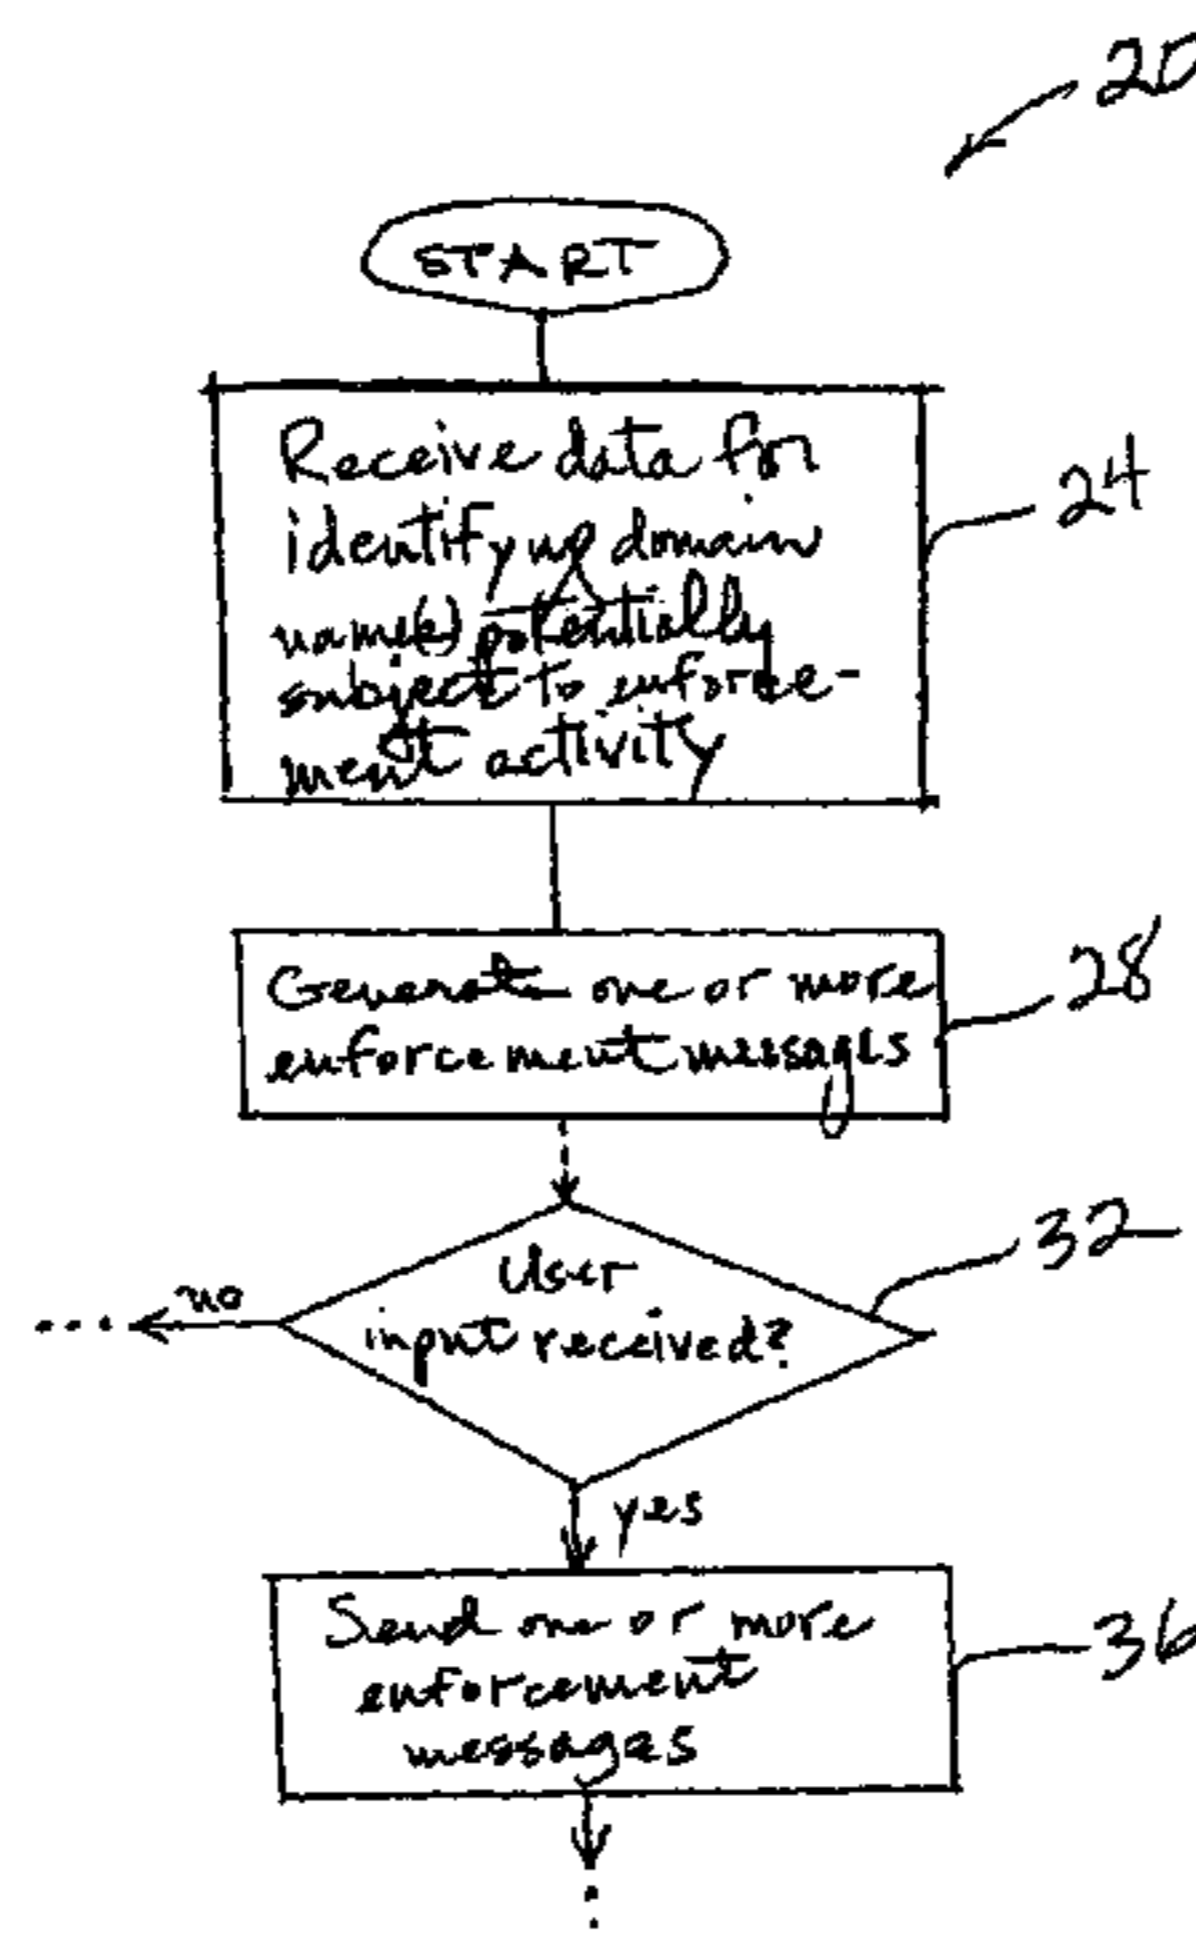 20
START
Receive data for
identifying domain
name(s) potentially
subject to enforce-
ment activity
24
Generate one or more
enforcement messages
28
User
input received?
32
no
yes
Send one or more
enforcement
messages
36